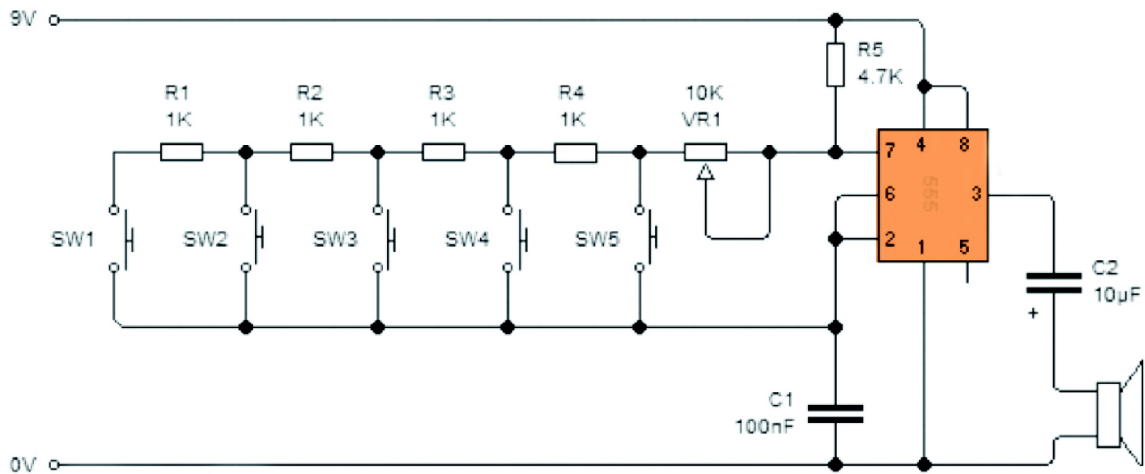 9V
R5
4.7K
R1
1K
R2
1K
R3
1K
R4
1K
10K
VR1
7
4
8
6
555
3
2
1
5
SW1
SW2
SW3
SW4
SW5
C2
10µF
+
C1
100nF
0V